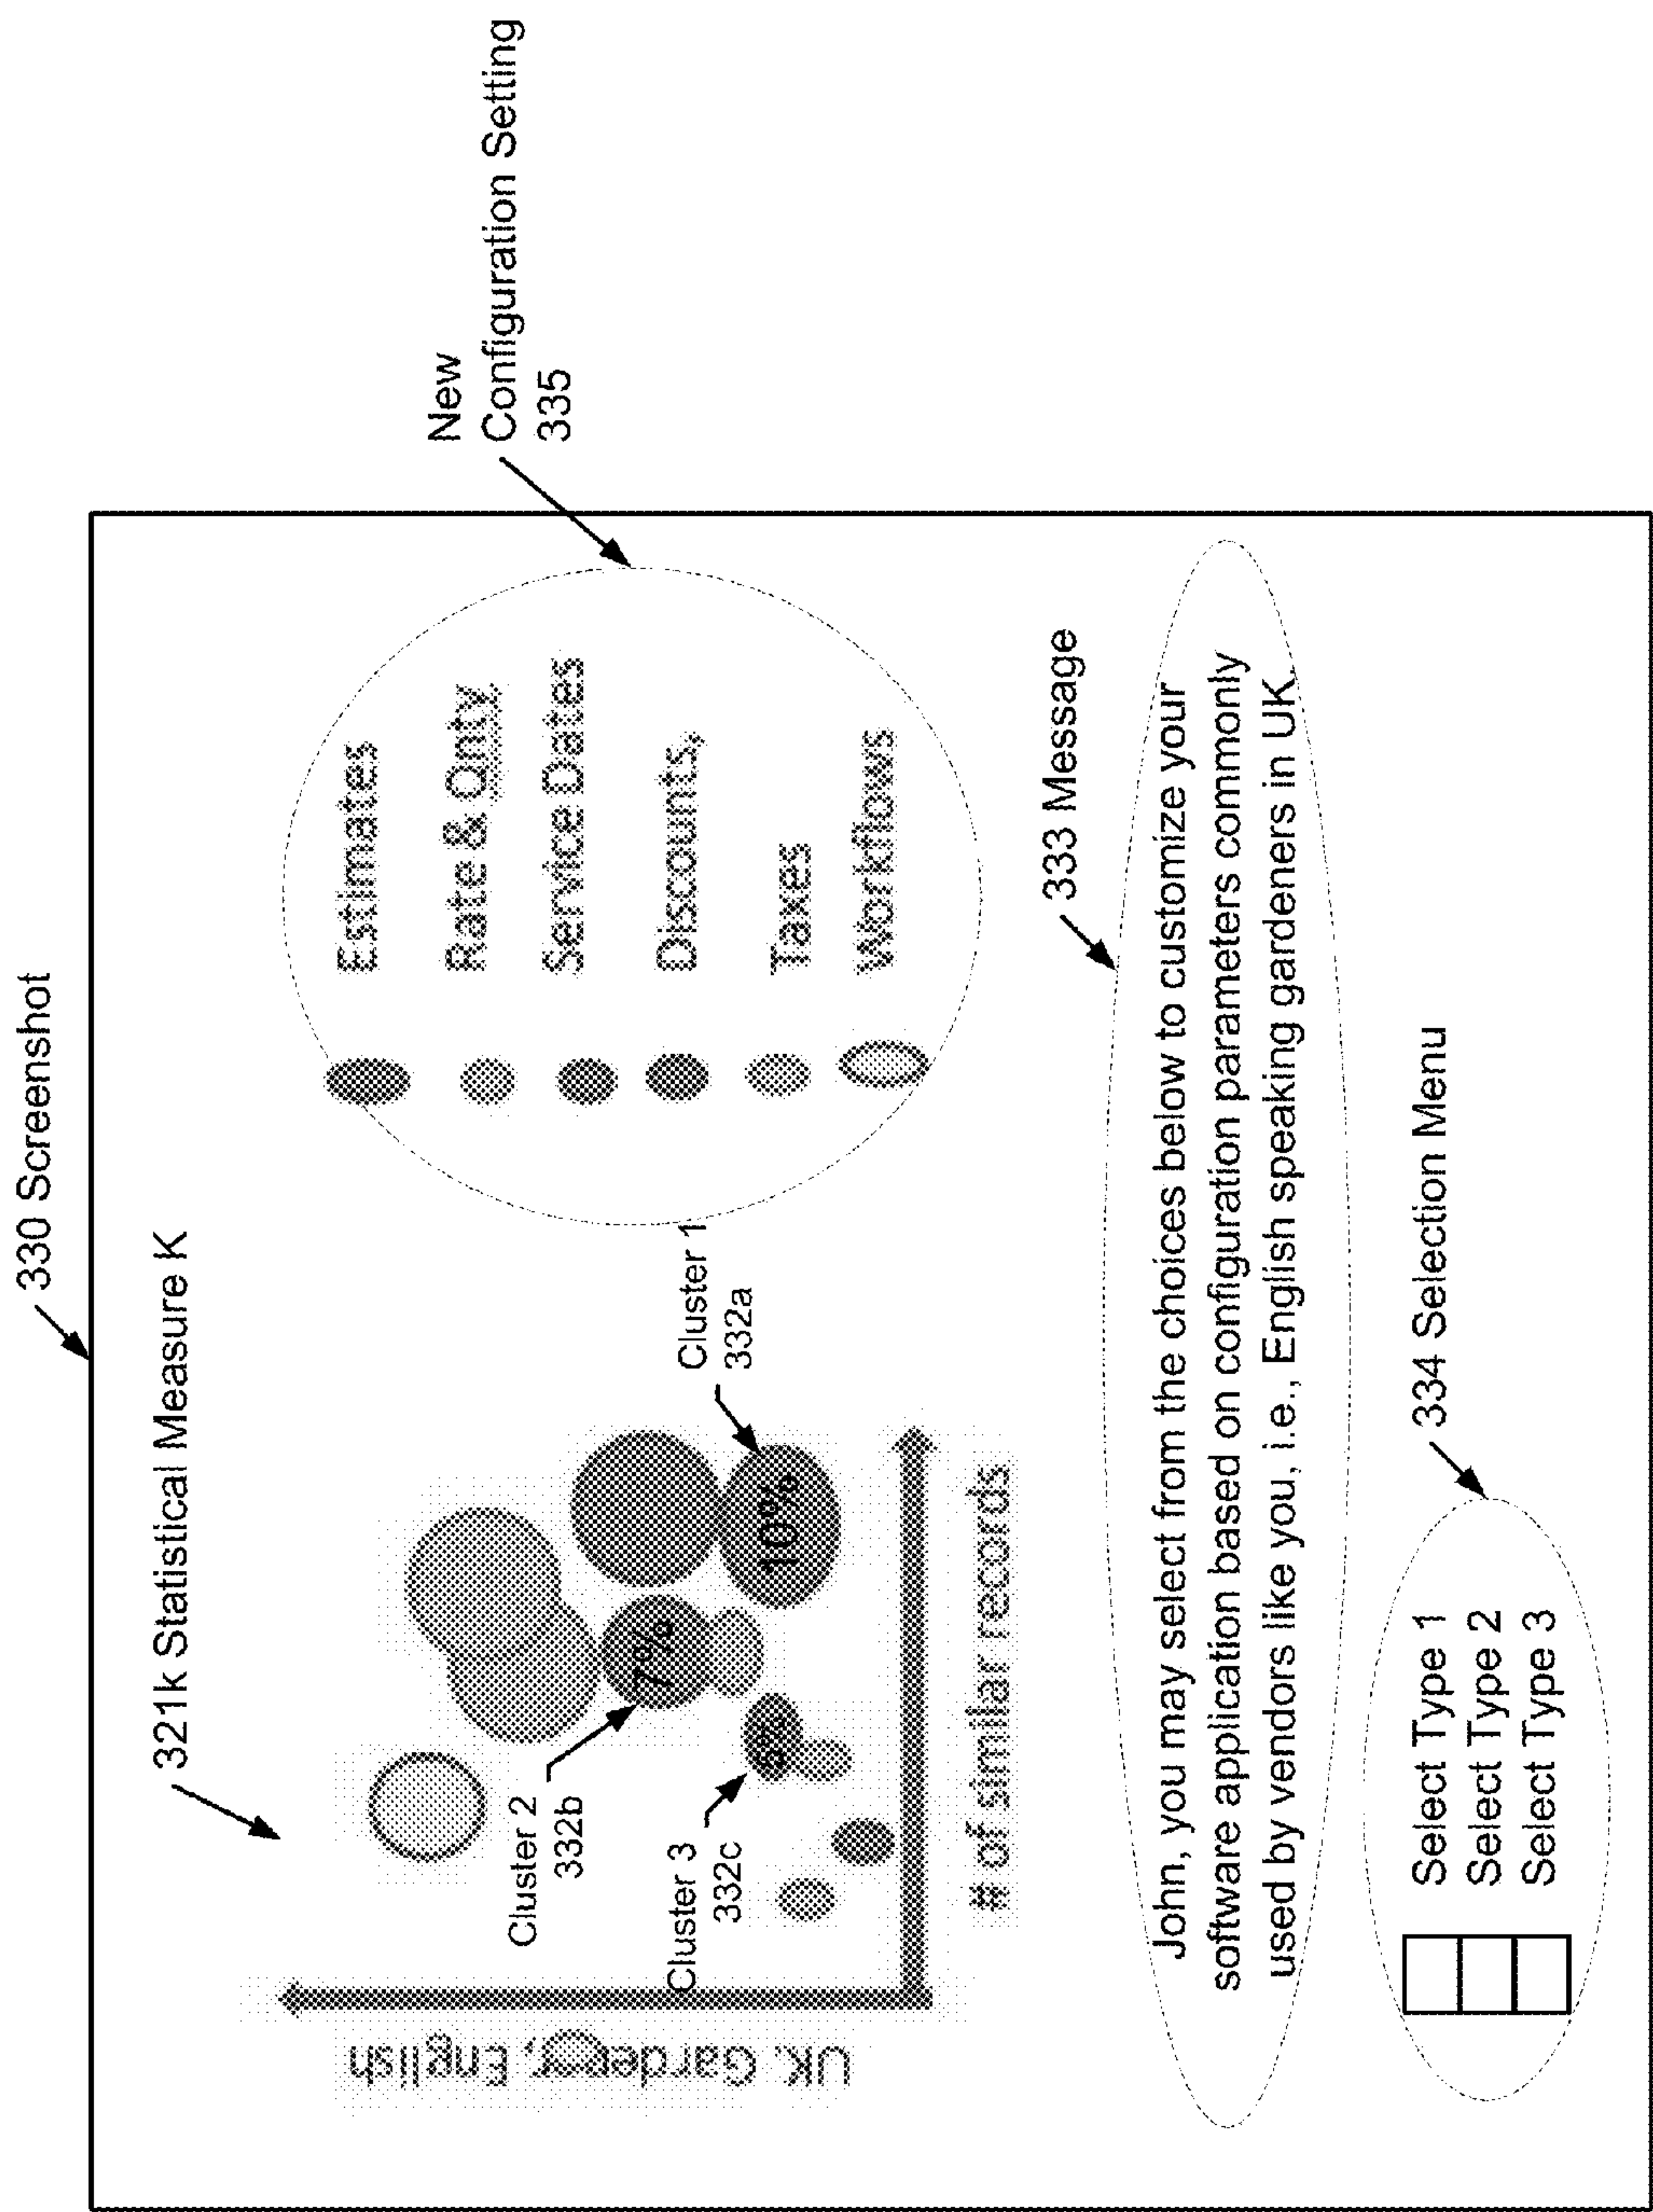 330 Screenshot
321k Statistical Measure K
New
Configuration Setting
335
UK, Gardener, English
Cluster 2
332b
Cluster 3
332c
7%
10%
Cluster 1
332a
# of similar records
Estimates
Rate & Qnty
Service Dates
Discounts,
Taxes
Workflows
333 Message
John, you may select from the choices below to customize your
software application based on configuration parameters commonly
used by vendors like you, i.e., English speaking gardeners in UK.
334 Selection Menu
Select Type 1
Select Type 2
Select Type 3